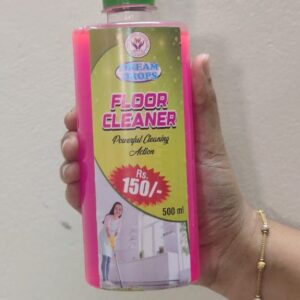 DREAM
DROPS
FLOOR
CLEANER
Powerful Cleaning
Action
Rs.
150/-
500 ml